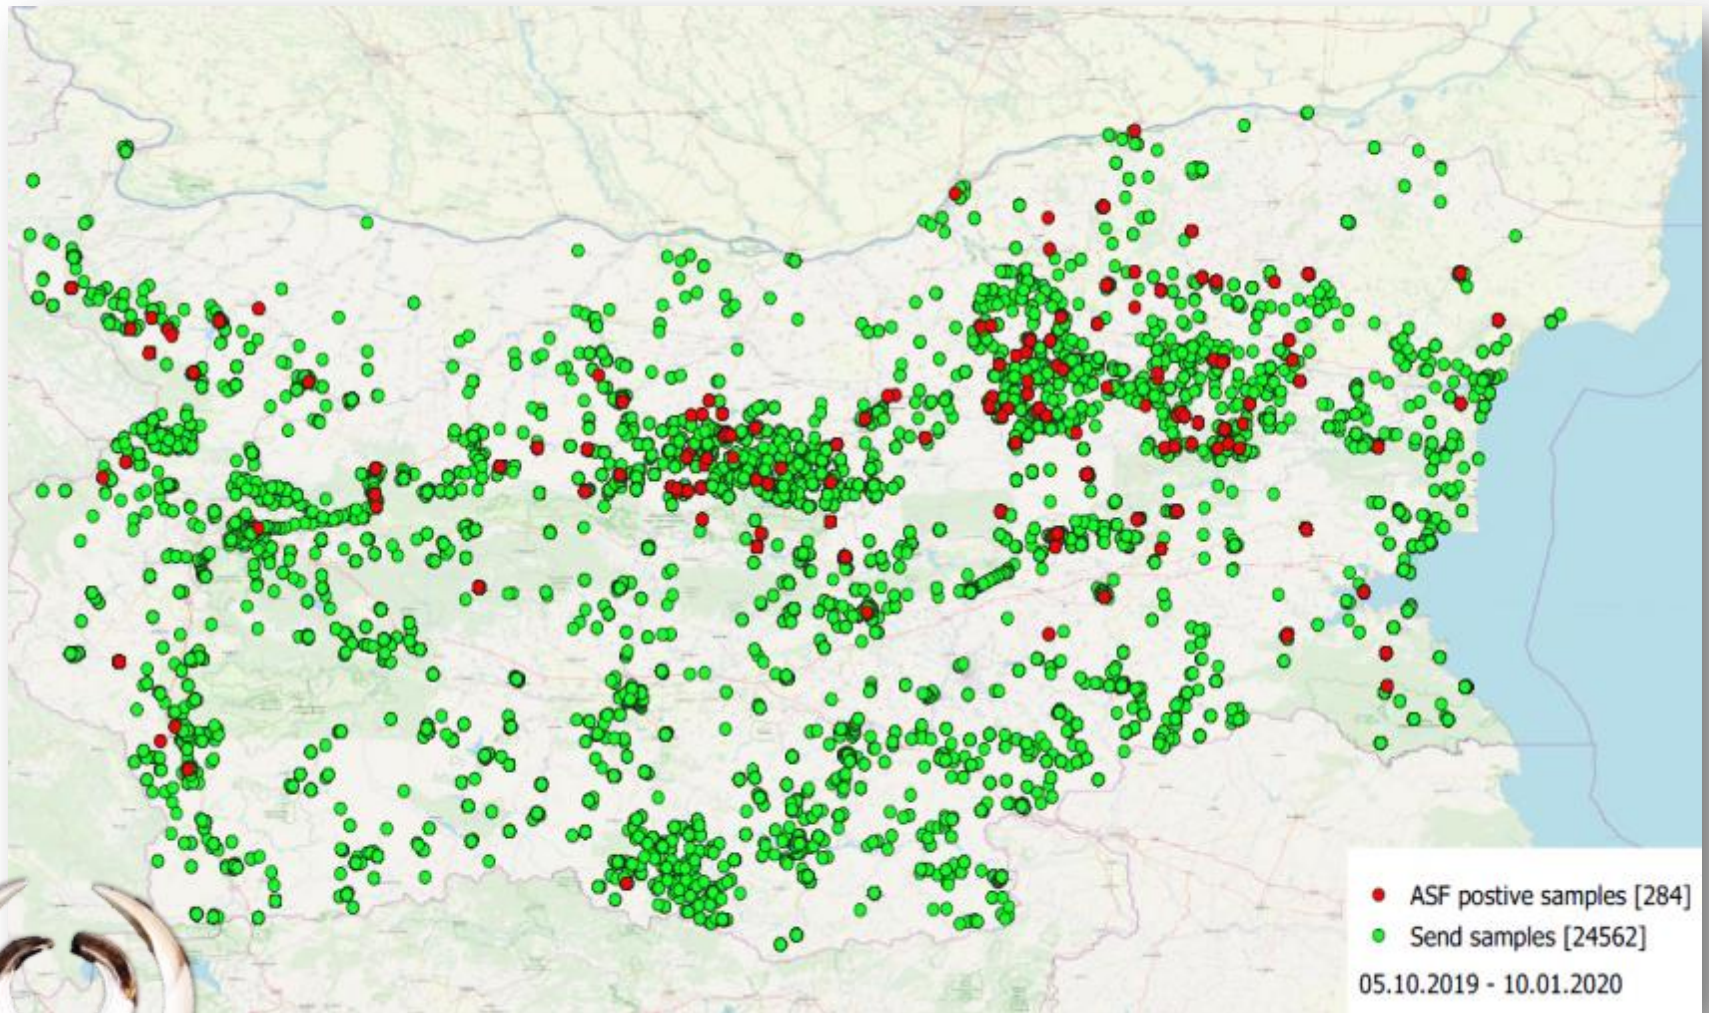 ASF postive samples [284]
Send samples [24562]
05.10.2019 - 10.01.2020